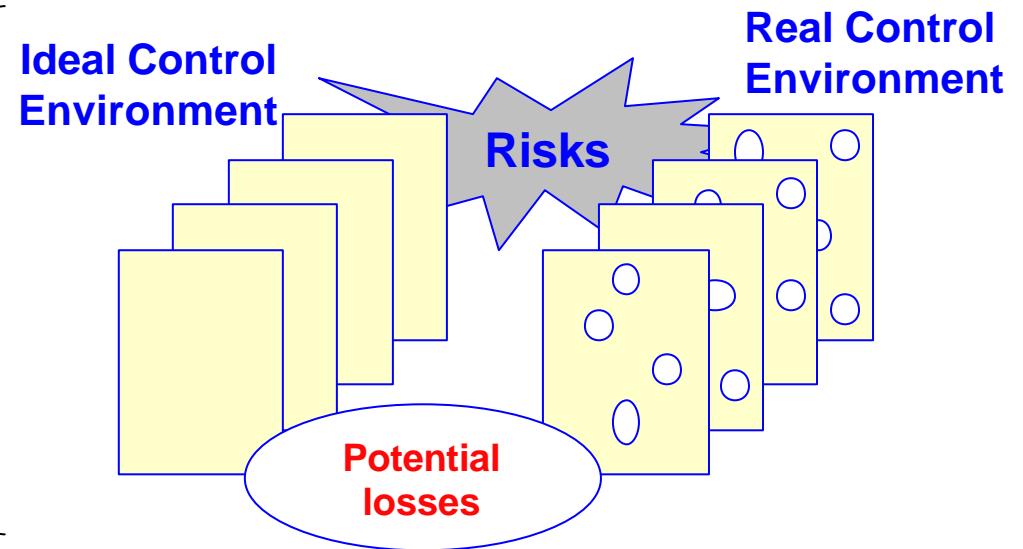 Ideal Control
Environment
Real Control
Environment
Risks
Potential
losses